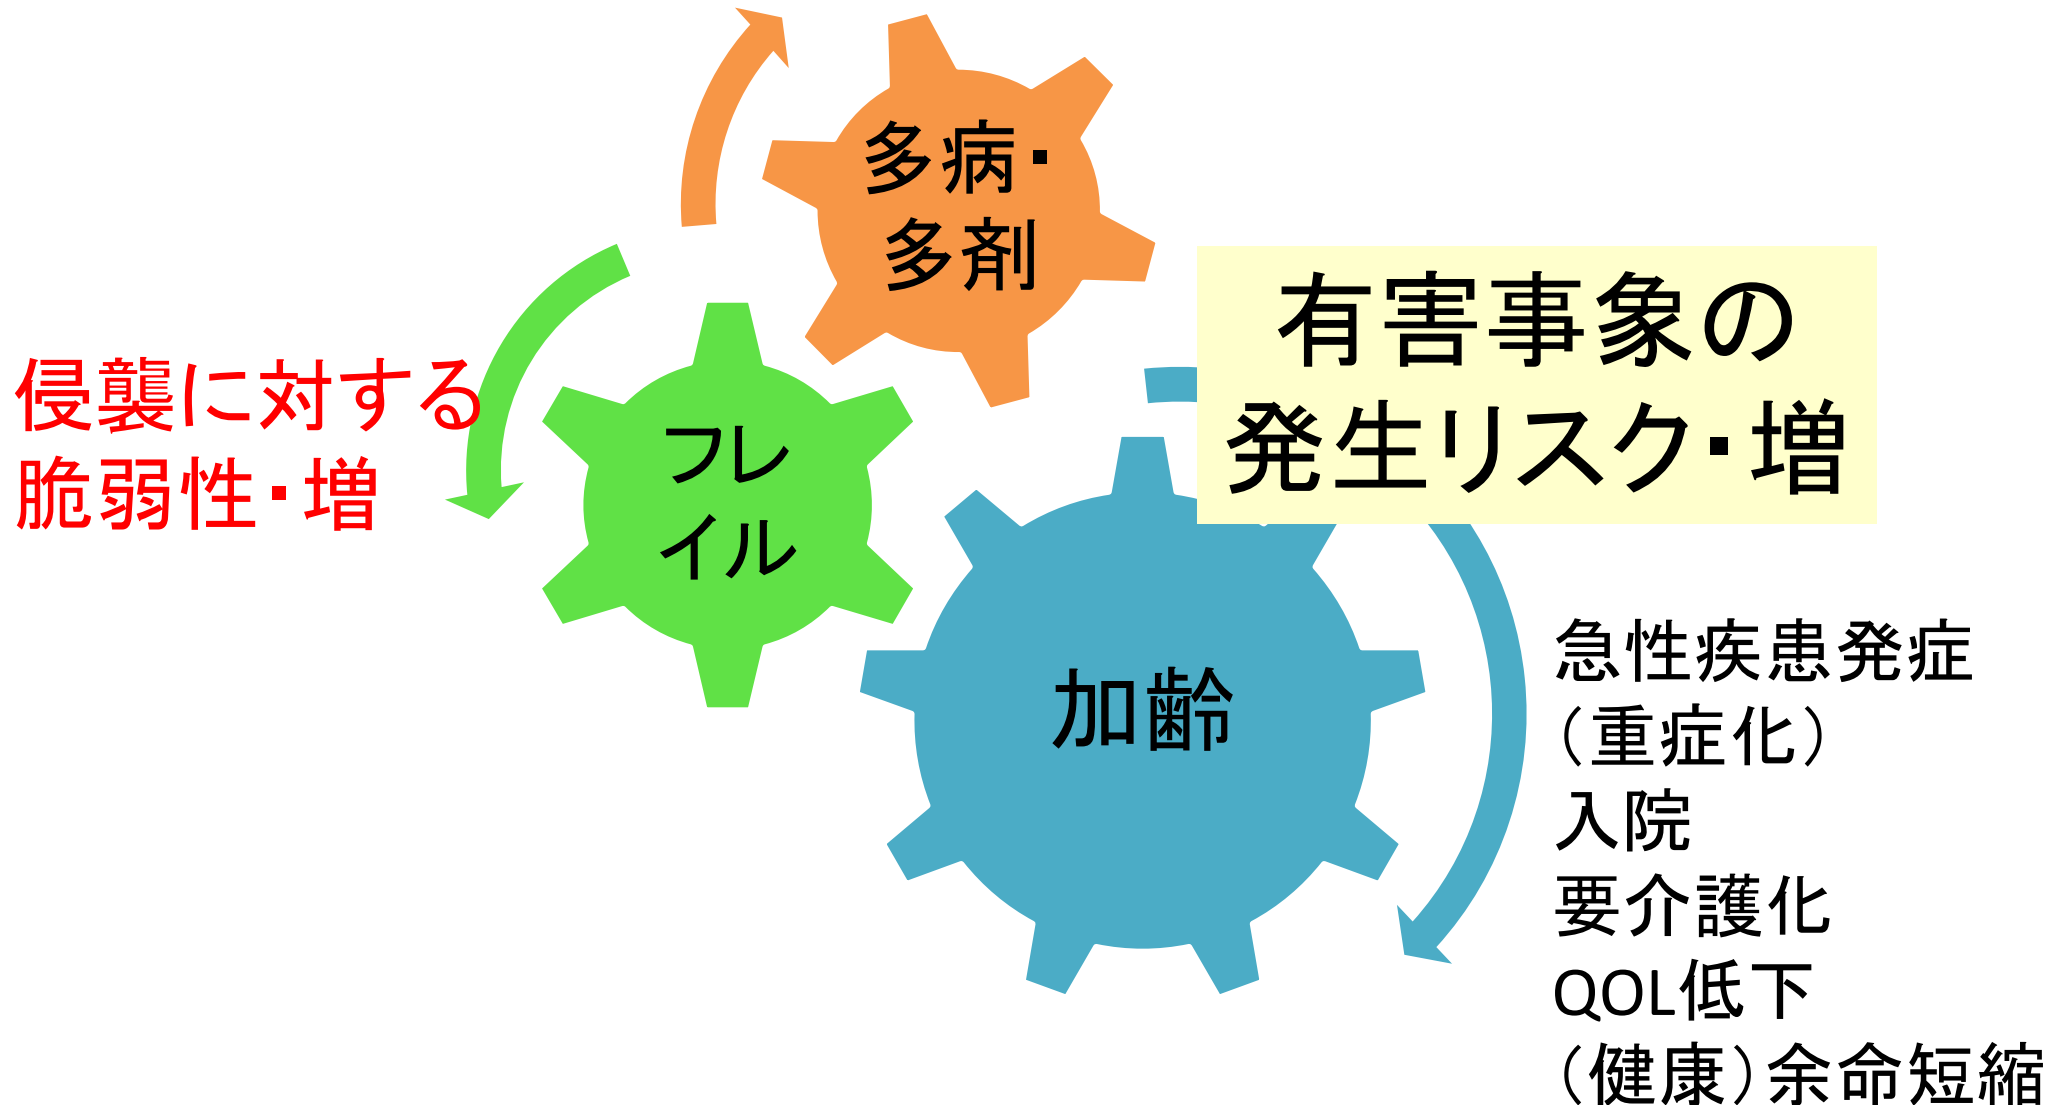 多病・
多剤
有害事象の
発生リスク・増
侵襲に対する
脆弱性・増
フレ
イル
加齢
急性疾患発症
（重症化）
入院
要介護化
QOL低下
（健康）余命短縮